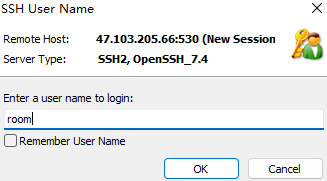 SSH User Name
Remote Host: 47.103.205.66:530 (New Session
Server Type: SSH2, OpenSSH_7.4
Enter a user name to login:
room
Remember User Name
OK Cancel